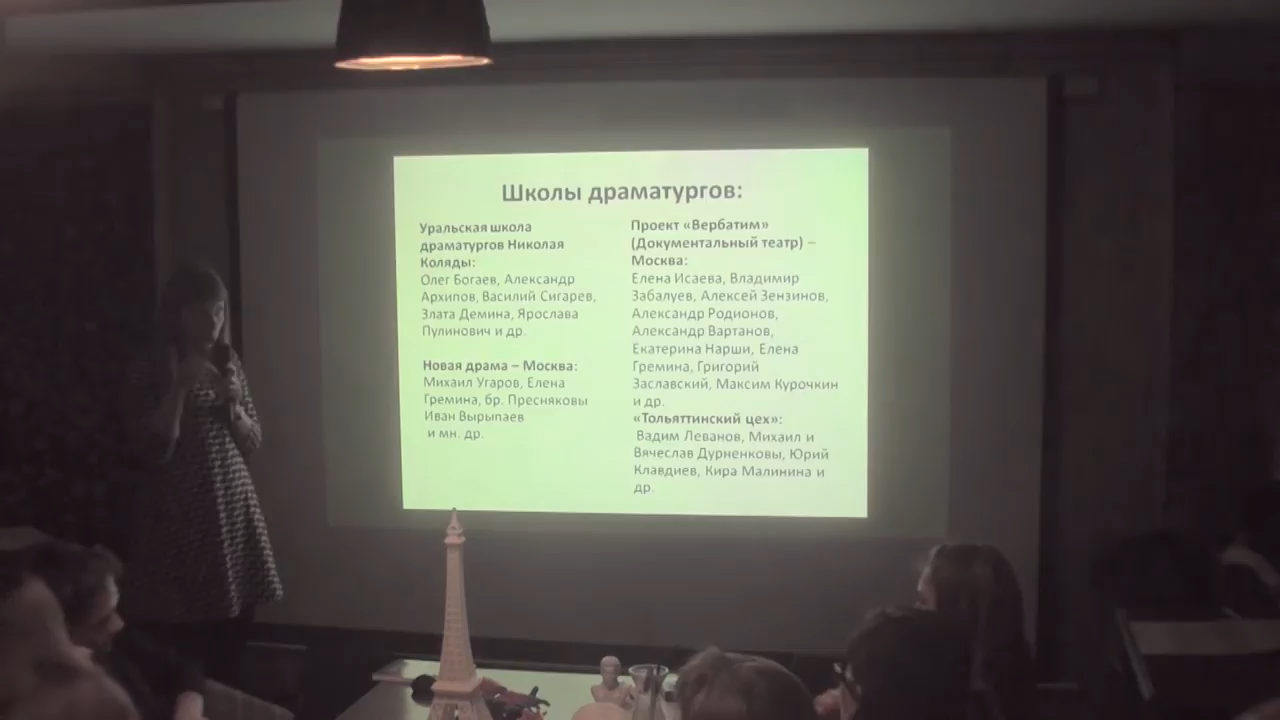 Школы драматургов:
Уральская школа
драматургов Николая
Коляды:
Олег Богаев, Александр
Архипов, Василий Сигарев,
Злата Демина, Ярослава
Пулинович и др.
Новая драма – Москва:
Михаил Угаров, Елена
Гремина, бр. Пресняковы
Иван Вырыпаев
и мн. др.
Проект «Вербатим»
(Документальный театр) –
Москва:
Елена Исаева, Владимир
Забалуев, Алексей Зензинов,
Александр Родионов,
Александр Вартанов,
Екатерина Нарши, Елена
Гремина, Григорий
Заславский, Максим Курочкин
и др.
«Тольяттинский цех»:
Вадим Леванов, Михаил и
Вячеслав Дурненковы, Юрий
Клавдиев, Кира Малинина и
др.